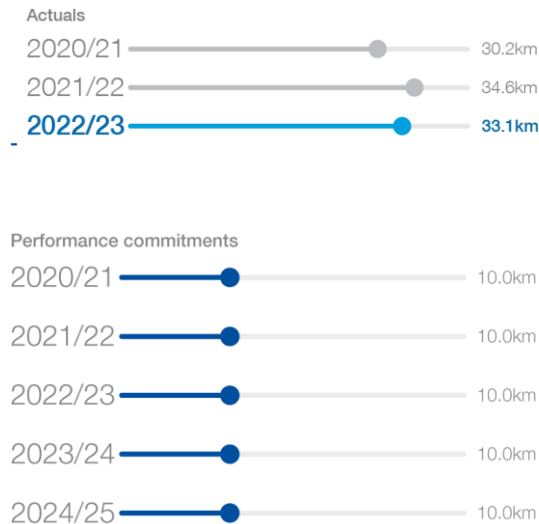 Actuals
2020/21 30.2km
2021/22 34.6km
2022/23 33.1km
Performance commitments
2020/21 10.0km
2021/22 10.0km
2022/23 10.0km
2023/24 10.0km
2024/25 10.0km